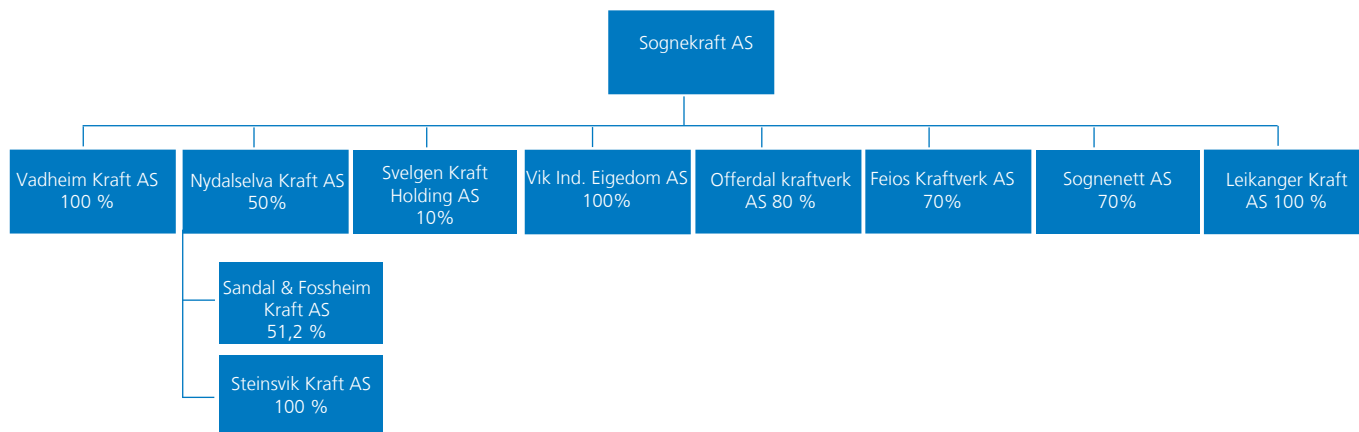 Sognekraft AS
Vadheim Kraft AS
100 %
Nydalselva Kraft AS
50%
Svelgen Kraft
Holding AS
10%
Vik Ind. Eigedom AS
100%
Offerdal kraftverk
AS 80 %
Feios Kraftverk AS
70%
Sognenett AS
70%
Leikanger Kraft
AS 100 %
Sandal & Fossheim
Kraft AS
51,2 %
Steinsvik Kraft AS
100 %